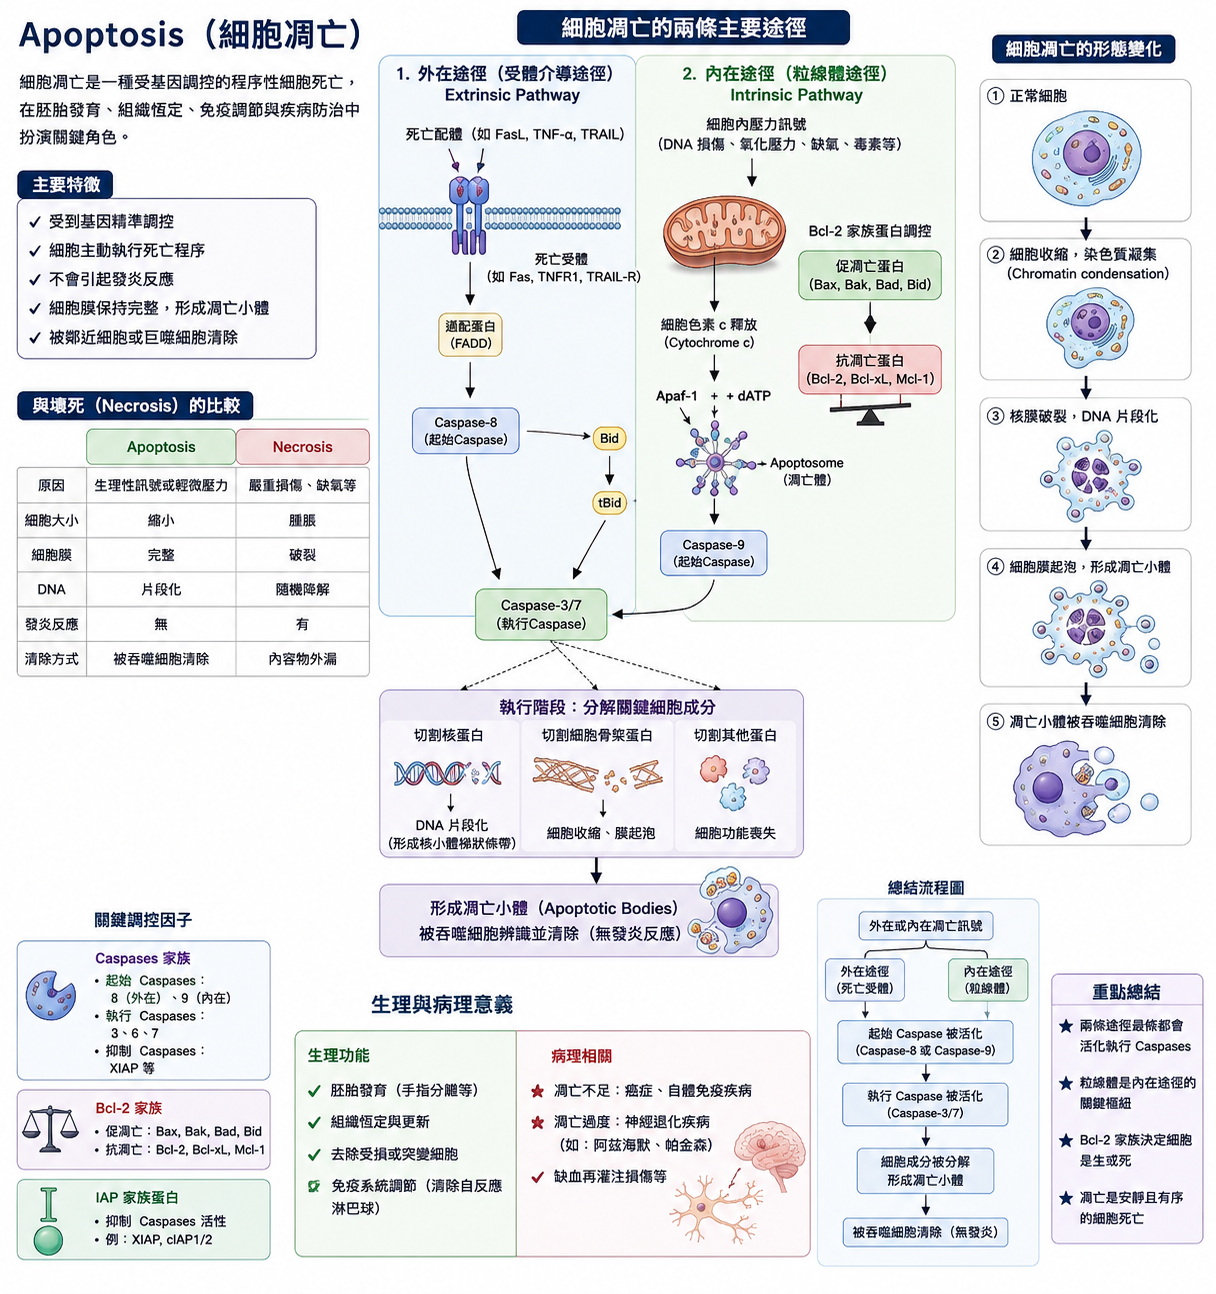 Apoptosis（細胞凋亡）
細胞凋亡是一種受基因調控的程序性細胞死亡，
在胚胎發育、組織恆定、免疫調節與疾病防治中
扮演關鍵角色。
主要特徵
✓ 受到基因精準調控
✓ 細胞主動執行死亡程序
✓ 不會引起發炎反應
✓ 細胞膜保持完整，形成凋亡小體
✓ 被鄰近細胞或巨噬細胞清除
與壞死（Necrosis）的比較
Apoptosis Necrosis
原因 生理性訊號或輕微壓力 嚴重損傷、缺氧等
細胞大小 縮小 腫脹
細胞膜 完整 破裂
DNA 片段化 隨機降解
發炎反應 無 有
清除方式 被吞噬細胞清除 內容物外漏
細胞凋亡的兩條主要途徑
1. 外在途徑（受體介導途徑）
Extrinsic Pathway
死亡配體（如 FasL, TNF-α, TRAIL）
死亡受體
（如 Fas, TNFR1, TRAIL-R）
適配蛋白
（FADD）
Caspase-8
（起始Caspase）
Bid
tBid
2. 內在途徑（粒線體途徑）
Intrinsic Pathway
細胞內壓力訊號
（DNA 損傷、氧化壓力、缺氧、毒素等）
Bcl-2 家族蛋白調控
促凋亡蛋白
（Bax, Bak, Bad, Bid）
抗凋亡蛋白
（Bcl-2, Bcl-xL, Mcl-1）
細胞色素 c 釋放
（Cytochrome c）
Apaf-1 + + dATP
Apoptosome
（凋亡體）
Caspase-9
（起始Caspase）
Caspase-3/7
（執行Caspase）
執行階段：分解關鍵細胞成分
切割核蛋白
DNA 片段化
（形成核小體梯狀條帶）
切割細胞骨架蛋白
細胞收縮、膜起泡
切割其他蛋白
細胞功能喪失
形成凋亡小體（Apoptotic Bodies）
被吞噬細胞辨識並清除（無發炎反應）
細胞凋亡的形態變化
① 正常細胞
② 細胞收縮，染色質凝集
（Chromatin condensation）
③ 核膜破裂，DNA 片段化
④ 細胞膜起泡，形成凋亡小體
⑤ 凋亡小體被吞噬細胞清除
關鍵調控因子
Caspases 家族
• 起始 Caspases：
8（外在）、9（內在）
• 執行 Caspases：
3、6、7
• 抑制 Caspases：
XIAP 等
Bcl-2 家族
• 促凋亡：Bax, Bak, Bad, Bid
• 抗凋亡：Bcl-2, Bcl-xL, Mcl-1
IAP 家族蛋白
• 抑制 Caspases 活性
• 例：XIAP, cIAP1/2
生理與病理意義
生理功能
✓ 胚胎發育（手指分離等）
✓ 組織恆定與更新
✓ 去除受損或突變細胞
免疫系統調節（清除自反應
淋巴球）
病理相關
★ 凋亡不足：癌症、自體免疫疾病
★ 凋亡過度：神經退化疾病
（如：阿茲海默、帕金森）
✓ 缺血再灌注損傷等
總結流程圖
外在或內在凋亡訊號
外在途徑
（死亡受體）
內在途徑
（粒線體）
起始 Caspase 被活化
（Caspase-8 或 Caspase-9）
執行 Caspase 被活化
（Caspase-3/7）
細胞成分被分解
形成凋亡小體
被吞噬細胞清除（無發炎）
重點總結
★ 兩條途徑最條都會
活化執行 Caspases
★ 粒線體是內在途徑的
關鍵樞紐
★ Bcl-2 家族決定細胞
是生或死
★ 凋亡是安靜且有序
的細胞死亡